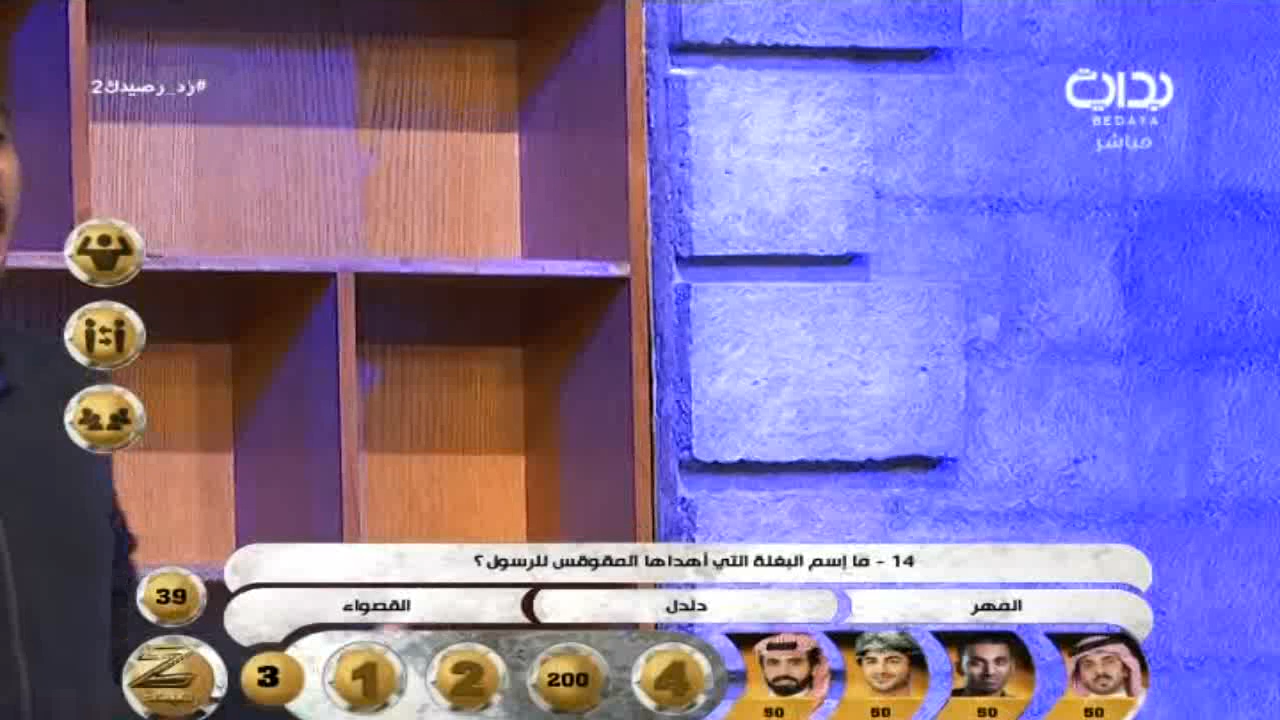 #زد_رصيدك2
بداية
BEDAYA
مباشر
14 - ما إسم البغلة التي أهداها المقوقس للرسول؟
المهر
دلدل
القصواء
39
3
1
2
200
4
50
50
50
50